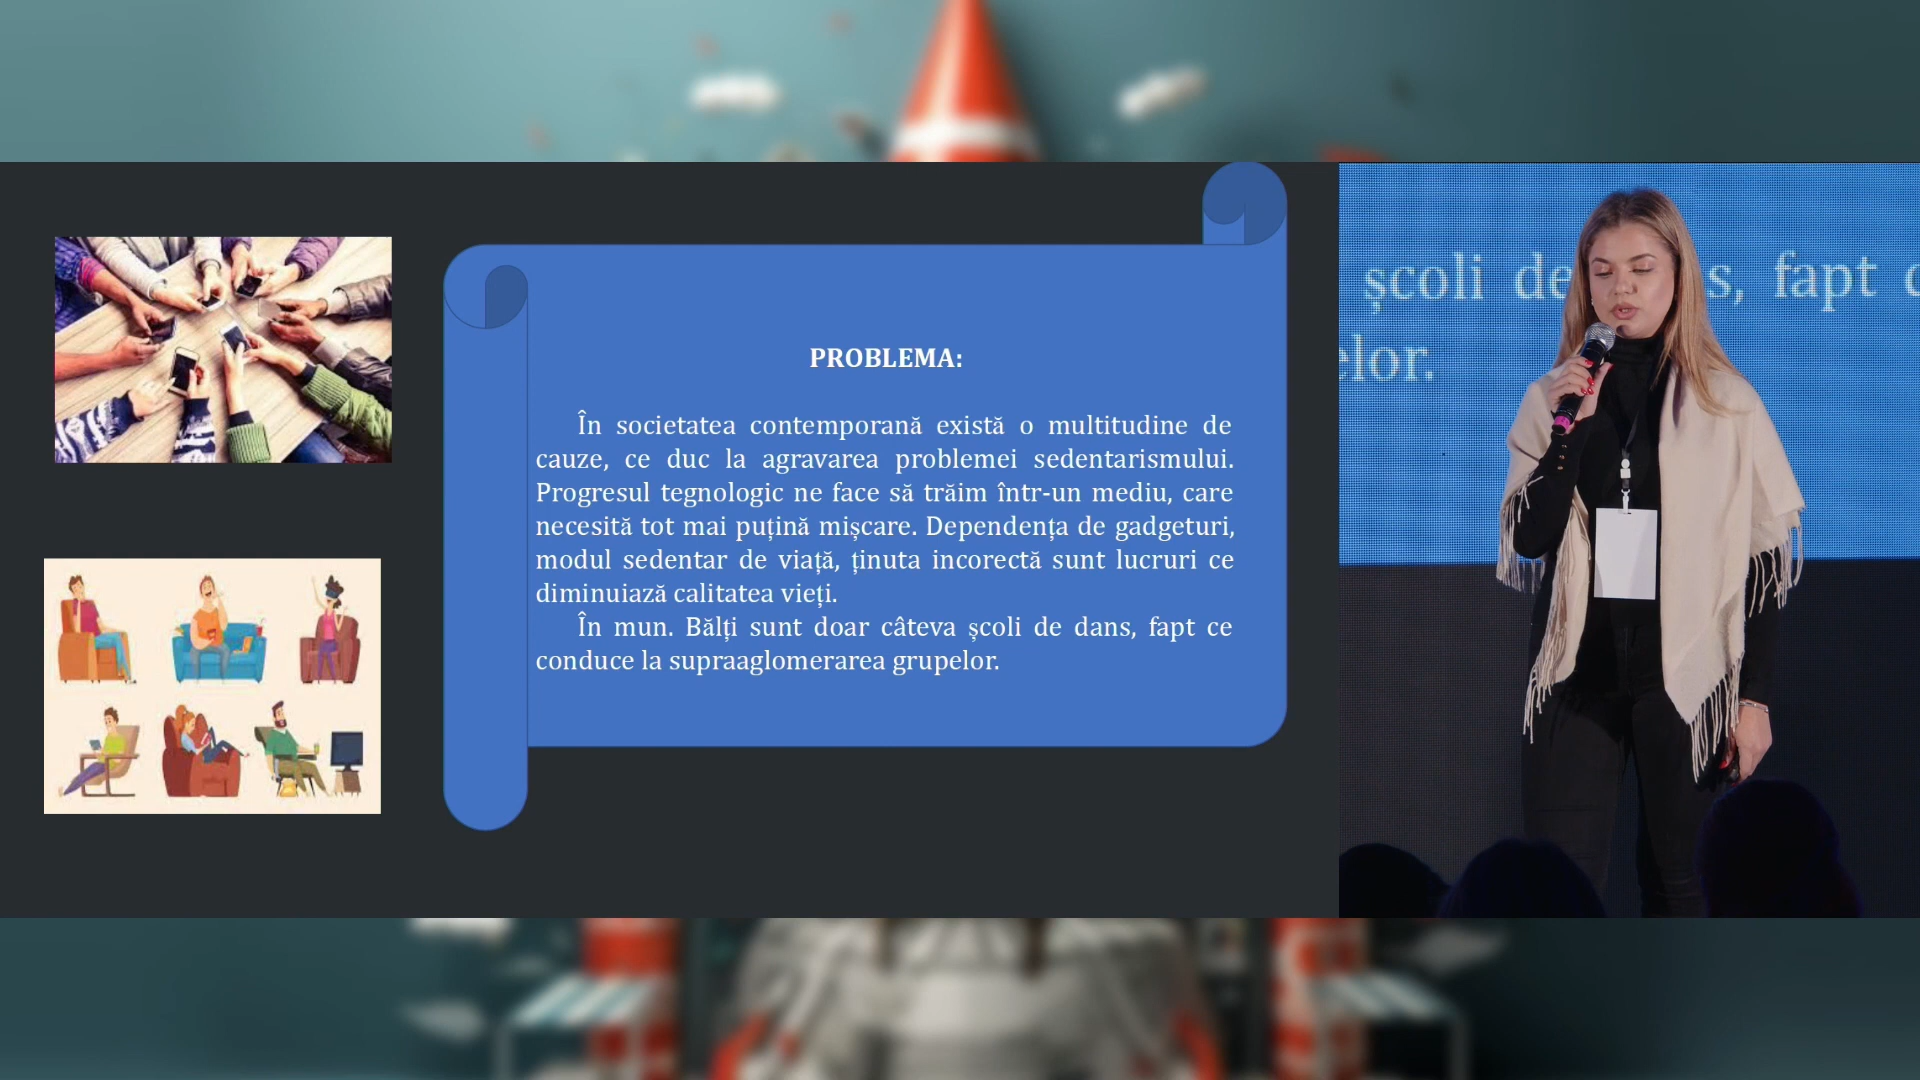 PROBLEMA:
În societatea contemporană există o multitudine de
cauze, ce duc la agravarea problemei sedentarismului.
Progresul tegnologic ne face să trăim într-un mediu, care
necesită tot mai puțină mișcare. Dependența de gadgeturi,
modul sedentar de viață, ținuta incorectă sunt lucruri ce
diminuiază calitatea vieți.
În mun. Bălți sunt doar câteva școli de dans, fapt ce
conduce la supraaglomerarea grupelor.
școli de s, fapt c
elor.